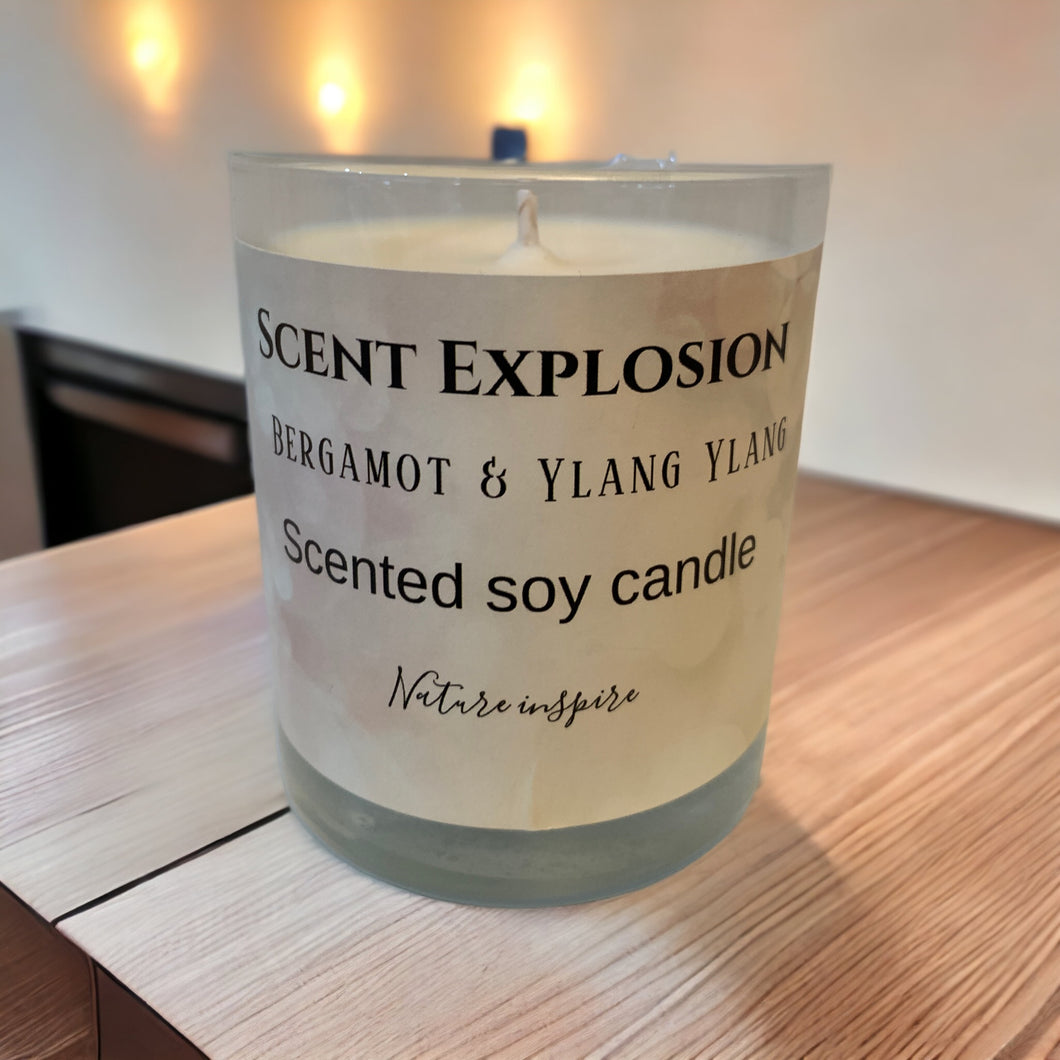 Scent Explosion
Bergamot & Ylang Ylang
Scented soy candle
Nature inspire